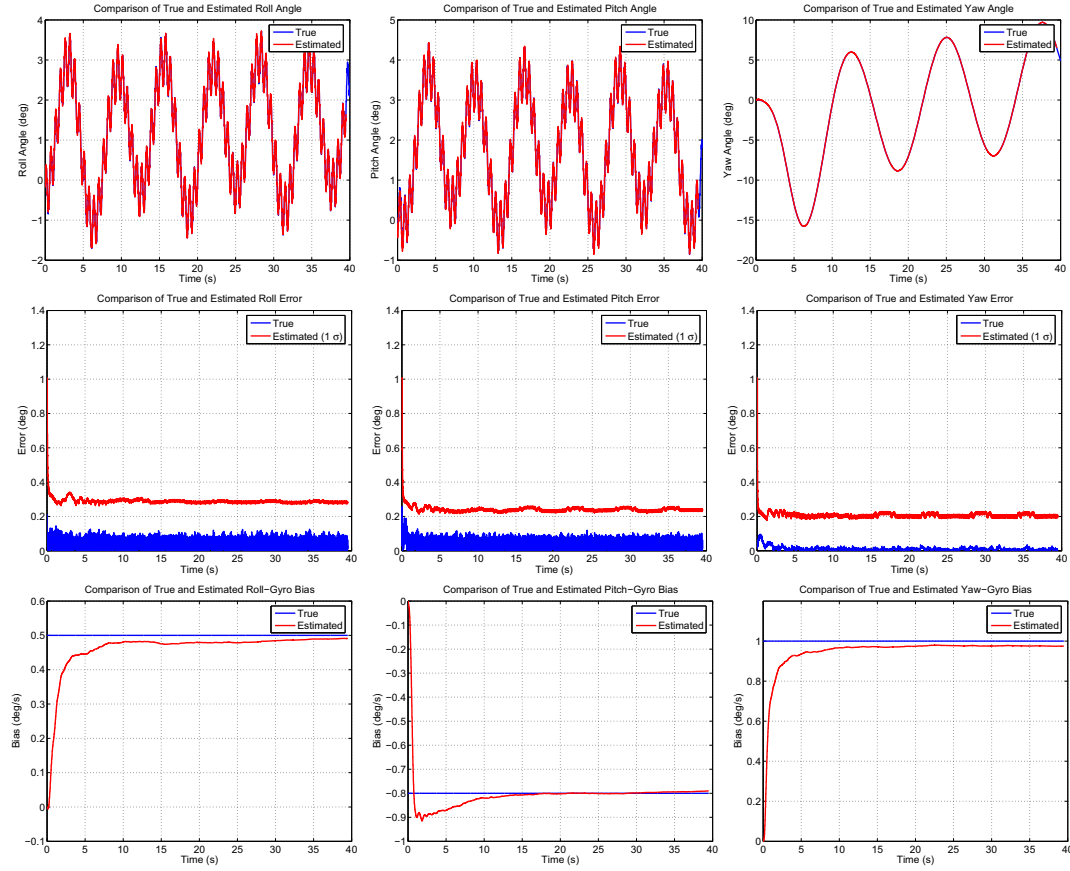 Comparison of True and Estimated Roll Angle
4
3
2
1
0
−1
−2
Roll Angle (deg)
0 5 10 15 20 25 30 35 40
Time (s)
True
Estimated
Comparison of True and Estimated Pitch Angle
5
4
3
2
1
0
−1
Pitch Angle (deg)
0 5 10 15 20 25 30 35 40
Time (s)
True
Estimated
Comparison of True and Estimated Yaw Angle
10
5
0
−5
−10
−15
−20
Yaw Angle (deg)
0 5 10 15 20 25 30 35 40
Time (s)
True
Estimated
Comparison of True and Estimated Roll Error
1.4
1.2
1
0.8
0.6
0.4
0.2
0
Error (deg)
0 5 10 15 20 25 30 35 40
Time (s)
True
Estimated (1 σ)
Comparison of True and Estimated Pitch Error
1.4
1.2
1
0.8
0.6
0.4
0.2
0
Error (deg)
0 5 10 15 20 25 30 35 40
Time (s)
True
Estimated (1 σ)
Comparison of True and Estimated Yaw Error
1.4
1.2
1
0.8
0.6
0.4
0.2
0
Error (deg)
0 5 10 15 20 25 30 35 40
Time (s)
True
Estimated (1 σ)
Comparison of True and Estimated Roll−Gyro Bias
0.6
0.5
0.4
0.3
0.2
0.1
0
−0.1
Bias (deg/s)
0 5 10 15 20 25 30 35 40
Time (s)
True
Estimated
Comparison of True and Estimated Pitch−Gyro Bias
0
−0.1
−0.2
−0.3
−0.4
−0.5
−0.6
−0.7
−0.8
−0.9
−1
Bias (deg/s)
0 5 10 15 20 25 30 35 40
Time (s)
True
Estimated
Comparison of True and Estimated Yaw−Gyro Bias
1
0.8
0.6
0.4
0.2
0
Bias (deg/s)
0 5 10 15 20 25 30 35 40
Time (s)
True
Estimated